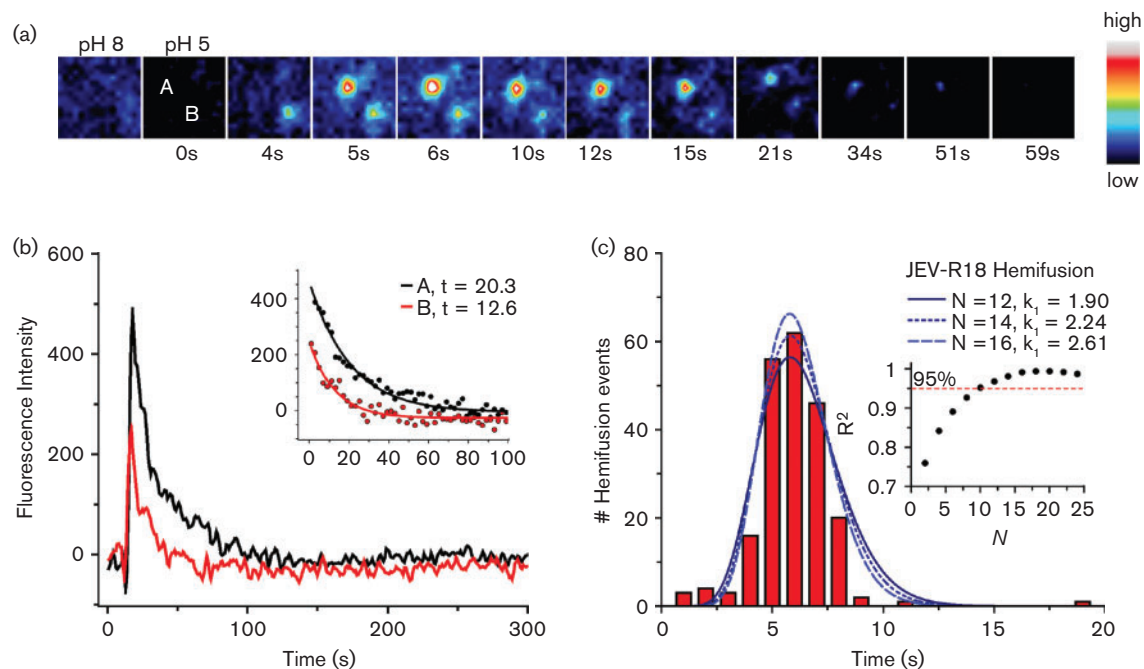 (a)
pH 8 pH 5
A
B
0s 4s 5s 6s 10s 12s 15s 21s 34s 51s 59s
high
low
(b)
600
400
200
0
Fluorescence Intensity
0 100 200 300
Time (s)
400
200
0
0 20 40 60 80 100
A, t = 20.3
B, t = 12.6
(c)
80
60
40
20
0
# Hemifusion events
0 5 10 15 20
Time (s)
JEV-R18 Hemifusion
N =12, k₁ = 1.90
N =14, k₁ = 2.24
N =16, k₁ = 2.61
1
0.9
0.8
0.7
95%
R²
0 5 10 15 20 25
N